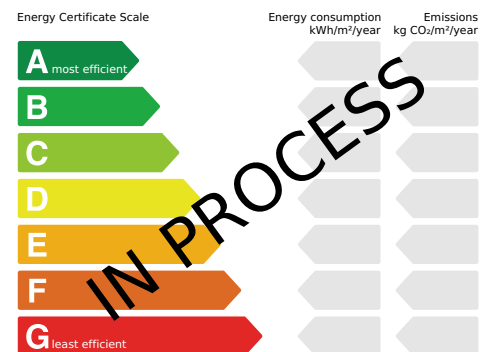 Energy Certificate Scale
Energy consumption
kWh/m²/year
Emissions
kg CO₂/m²/year
A most efficient
B
C
D
E
F
G least efficient
IN PROCESS